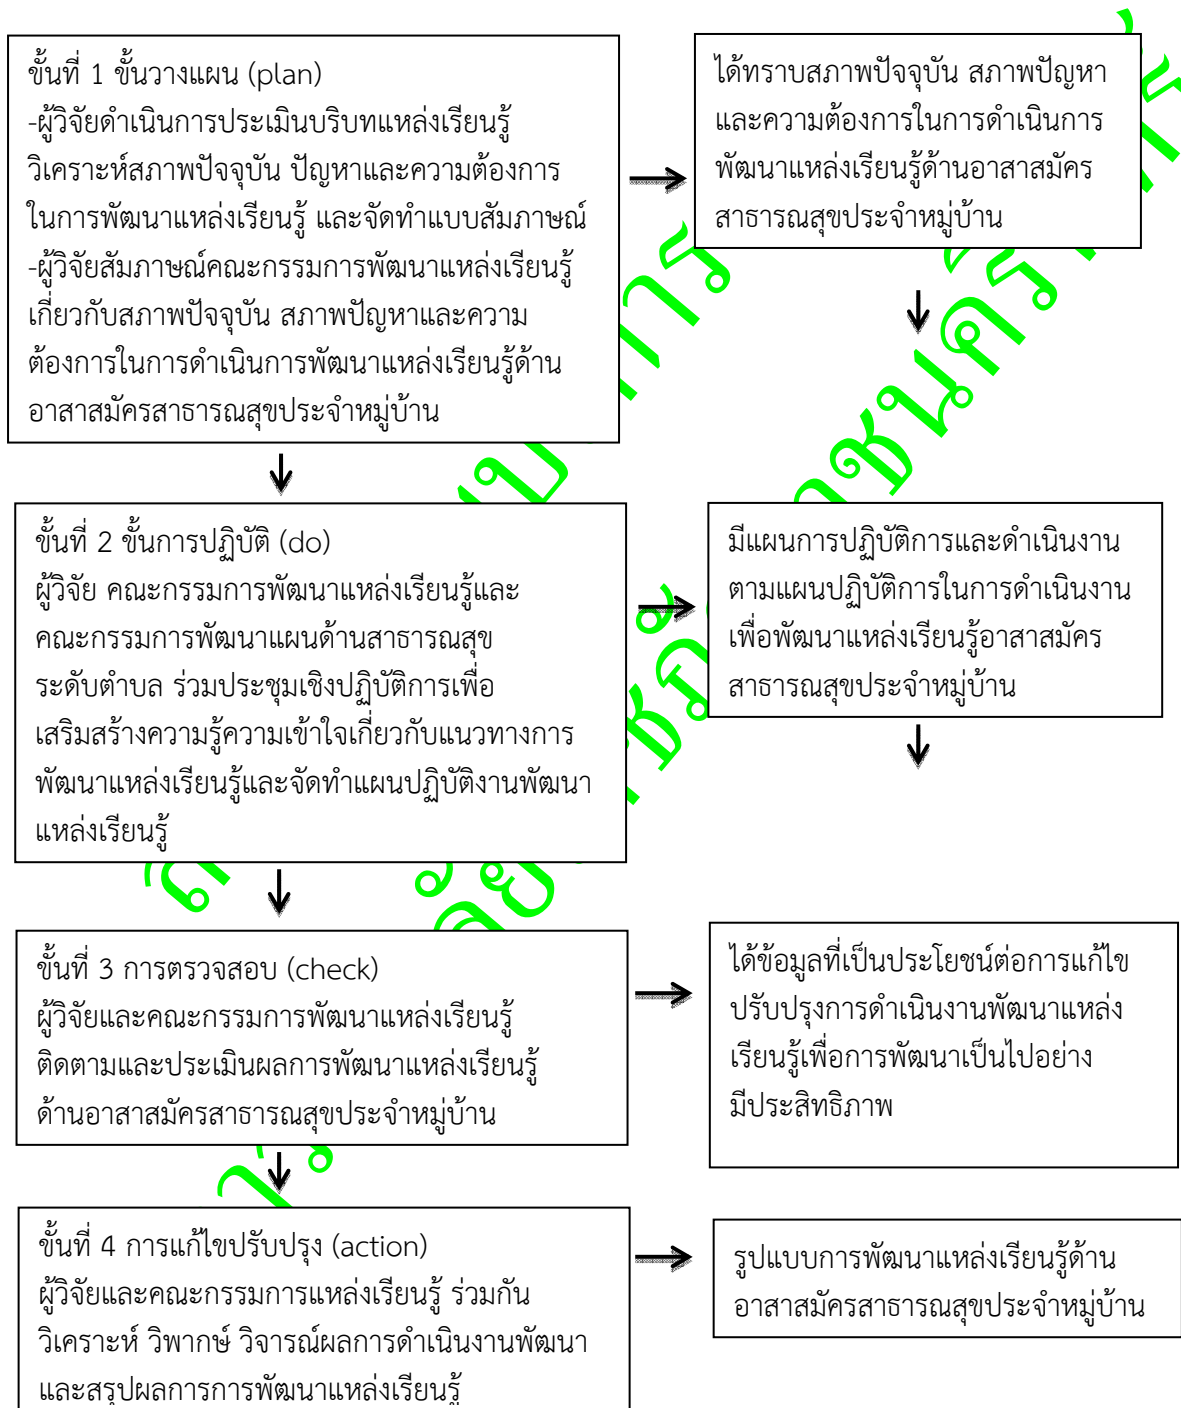 ขั้นที่ 1 ขั้นวางแผน (plan)
-ผู้วิจัยดำเนินการประเมินบริบทแหล่งเรียนรู้
วิเคราะห์สภาพปัจจุบัน ปัญหาและความต้องการ
ในการพัฒนาแหล่งเรียนรู้ และจัดทำแบบสัมภาษณ์
-ผู้วิจัยสัมภาษณ์คณะกรรมการพัฒนาแหล่งเรียนรู้
เกี่ยวกับสภาพปัจจุบัน สภาพปัญหาและความ
ต้องการในการดำเนินการพัฒนาแหล่งเรียนรู้ด้าน
อาสาสมัครสาธารณสุขประจำหมู่บ้าน
ได้ทราบสภาพปัจจุบัน สภาพปัญหา
และความต้องการในการดำเนินการ
พัฒนาแหล่งเรียนรู้ด้านอาสาสมัคร
สาธารณสุขประจำหมู่บ้าน
ขั้นที่ 2 ขั้นการปฏิบัติ (do)
ผู้วิจัย คณะกรรมการพัฒนาแหล่งเรียนรู้และ
คณะกรรมการพัฒนาแผนด้านสาธารณสุข
ระดับตำบล ร่วมประชุมเชิงปฏิบัติการเพื่อ
เสริมสร้างความรู้ความเข้าใจเกี่ยวกับแนวทางการ
พัฒนาแหล่งเรียนรู้และจัดทำแผนปฏิบัติงานพัฒนา
แหล่งเรียนรู้
มีแผนการปฏิบัติการและดำเนินงาน
ตามแผนปฏิบัติการในการดำเนินงาน
เพื่อพัฒนาแหล่งเรียนรู้อาสาสมัคร
สาธารณสุขประจำหมู่บ้าน
ขั้นที่ 3 การตรวจสอบ (check)
ผู้วิจัยและคณะกรรมการพัฒนาแหล่งเรียนรู้
ติดตามและประเมินผลการพัฒนาแหล่งเรียนรู้
ด้านอาสาสมัครสาธารณสุขประจำหมู่บ้าน
ได้ข้อมูลที่เป็นประโยชน์ต่อการแก้ไข
ปรับปรุงการดำเนินงานพัฒนาแหล่ง
เรียนรู้เพื่อการพัฒนาเป็นไปอย่าง
มีประสิทธิภาพ
ขั้นที่ 4 การแก้ไขปรับปรุง (action)
ผู้วิจัยและคณะกรรมการแหล่งเรียนรู้ ร่วมกัน
วิเคราะห์ วิพากษ์ วิจารณ์ผลการดำเนินงานพัฒนา
และสรุปผลการการพัฒนาแหล่งเรียนรู้
รูปแบบการพัฒนาแหล่งเรียนรู้ด้าน
อาสาสมัครสาธารณสุขประจำหมู่บ้าน